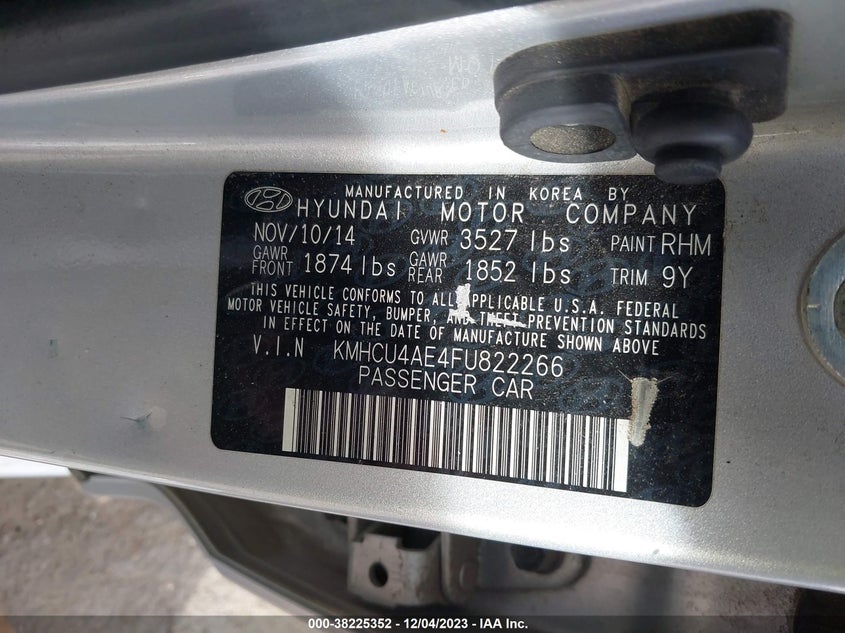 MANUFACTURED IN KOREA BY
HYUNDAI MOTOR COMPANY
NOV/10/14 GVWR 3527 lbs PAINT RHM
GAWR FRONT 1874 lbs GAWR REAR 1852 lbs TRIM 9Y
THIS VEHICLE CONFORMS TO ALL APPLICABLE U.S.A. FEDERAL
MOTOR VEHICLE SAFETY, BUMPER, AND THEFT PREVENTION STANDARDS
IN EFFECT ON THE DATE OF MANUFACTURE SHOWN ABOVE
V.I.N KMHCU4AE4FU822266
PASSENGER CAR
000-38225352 - 12/04/2023 - IAA Inc.